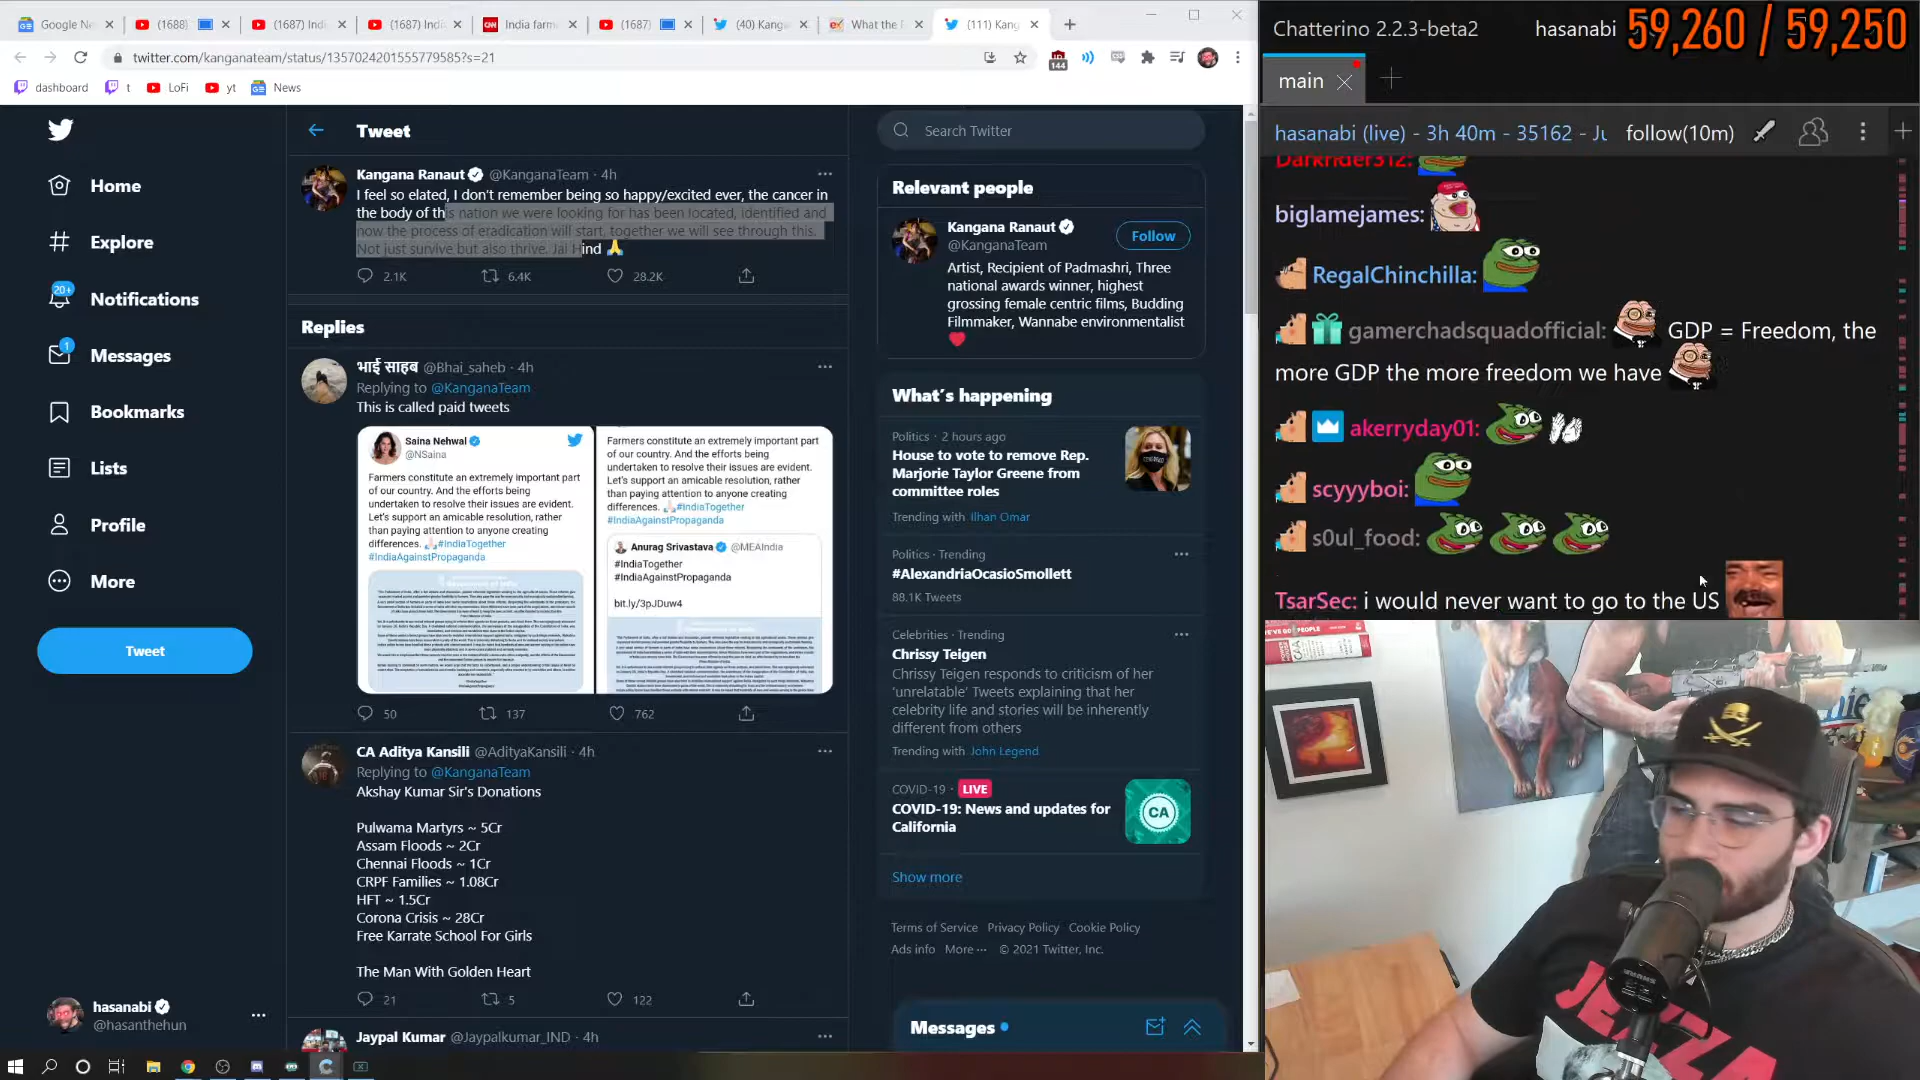 Google Ne
(1688)
(1687) Indi
(1687) Indi
India farm
(1687)
(40) Kanga
What the F
(111) Kang
twitter.com/kanganateam/status/1357024201555779585?s=21
144
dashboard
t
LoFi
yt
News
Home
Explore
20+
Notifications
1
Messages
Bookmarks
Lists
Profile
More
Tweet
hasanabi
@hasanthehun
Tweet
Kangana Ranaut @KanganaTeam · 4h
I feel so elated, I don't remember being so happy/excited ever, the cancer in
the body of this nation we were looking for has been located, identified and
now the process of eradication will start, together we will see through this.
Not just survive but also thrive. Jai Hind 🙏
2.1K 6.4K 28.2K
Replies
भाई साहब @Bhai_saheb · 4h
Replying to @KanganaTeam
This is called paid tweets
Saina Nehwal
@NSaina
Farmers constitute an extremely important part
of our country. And the efforts being
undertaken to resolve their issues are evident.
Let's support an amicable resolution, rather
than paying attention to anyone creating
differences. 🙏🏻#IndiaTogether
#IndiaAgainstPropaganda
Farmers constitute an extremely important part
of our country. And the efforts being
undertaken to resolve their issues are evident.
Let's support an amicable resolution, rather
than paying attention to anyone creating
differences. 🙏🏻#IndiaTogether
#IndiaAgainstPropaganda
Anurag Srivastava @MEAIndia
#IndiaTogether
#IndiaAgainstPropaganda
bit.ly/3pJDuw4
50 137 762
CA Aditya Kansili @AdityaKansili · 4h
Replying to @KanganaTeam
Akshay Kumar Sir's Donations
Pulwama Martyrs ~ 5Cr
Assam Floods ~ 2Cr
Chennai Floods ~ 1Cr
CRPF Families ~ 1.08Cr
HFT ~ 1.5Cr
Corona Crisis ~ 28Cr
Free Karrate School For Girls
The Man With Golden Heart
21 5 122
Jaypal Kumar @Jaypalkumar_IND · 4h
Search Twitter
Relevant people
Kangana Ranaut
@KanganaTeam
Follow
Artist, Recipient of Padmashri, Three
national awards winner, highest
grossing female centric films, Budding
Filmmaker, Wannabe environmentalist
❤️
What's happening
Politics · 2 hours ago
House to vote to remove Rep.
Marjorie Taylor Greene from
committee roles
Trending with Ilhan Omar
Politics · Trending
#AlexandriaOcasioSmollett
88.1K Tweets
Celebrities · Trending
Chrissy Teigen
Chrissy Teigen responds to criticism of her
'unrelatable' Tweets explaining that her
celebrity life and stories will be inherently
different from others
Trending with John Legend
COVID-19 · LIVE
COVID-19: News and updates for
California
CA
Show more
Terms of Service Privacy Policy Cookie Policy
Ads info More ··· © 2021 Twitter, Inc.
Messages
Chatterino 2.2.3-beta2
hasanabi
59,260 / 59,250
main
hasanabi (live) - 3h 40m - 35162 - Ju
follow(10m)
Darkrider312:
biglamejames:
RegalChinchilla:
gamerchadsquadofficial: GDP = Freedom, the
more GDP the more freedom we have
akerryday01:
scyyyboi:
s0ul_food:
TsarSec: i would never want to go to the US